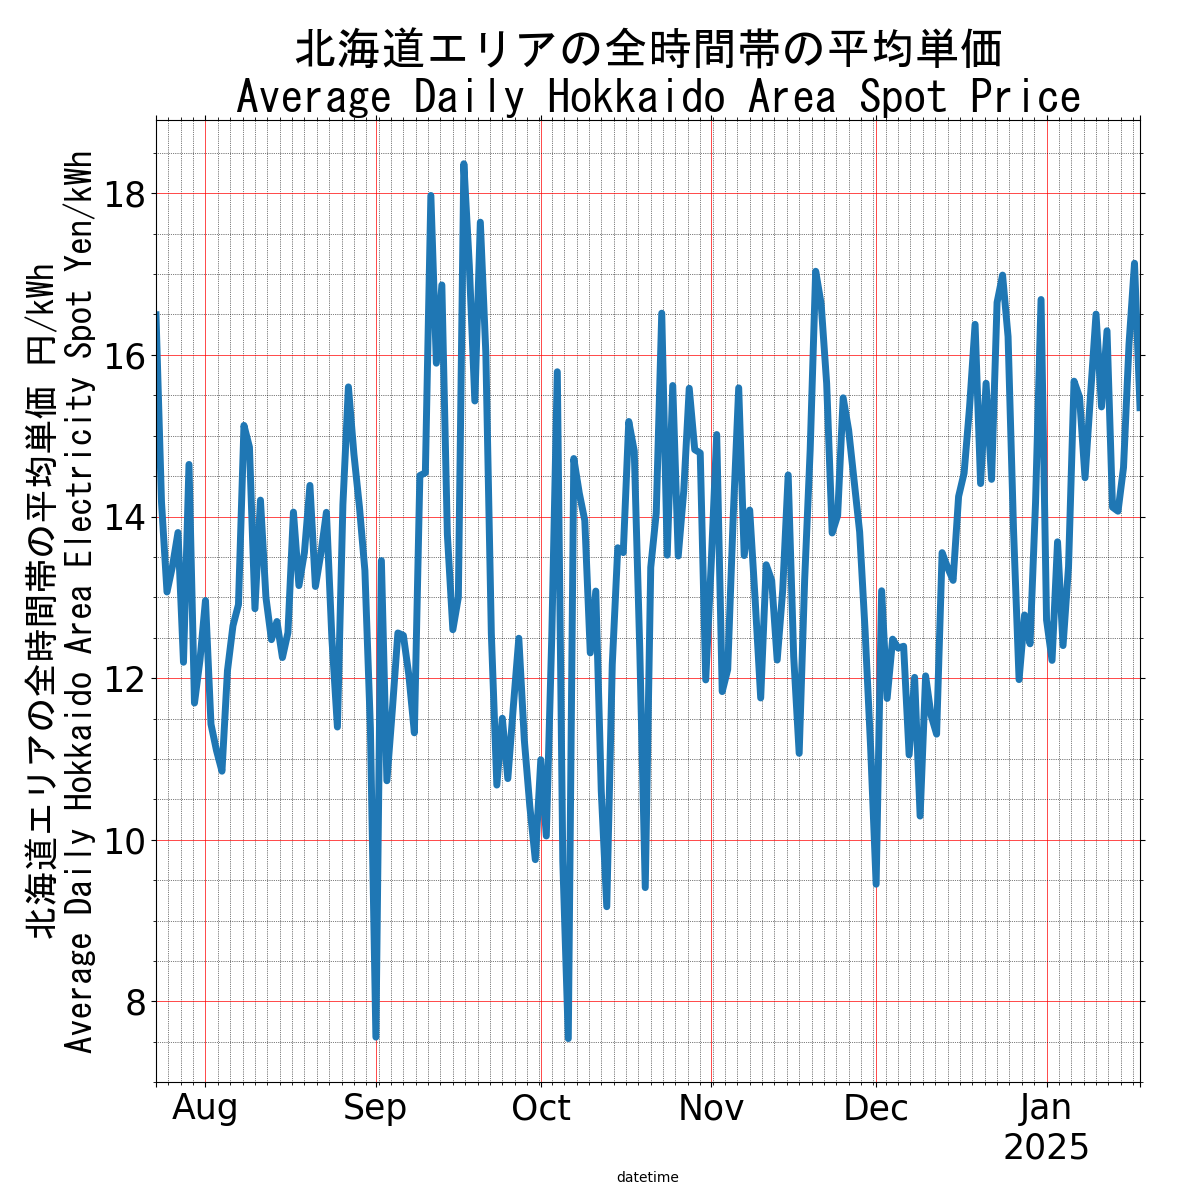 北海道エリアの全時間帯の平均単価
Average Daily Hokkaido Area Spot Price
北海道エリアの全時間帯の平均単価 円/kWh
Average Daily Hokkaido Area Electricity Spot Yen/kWh
18
16
14
12
10
8
Aug Sep Oct Nov Dec Jan
2025
datetime